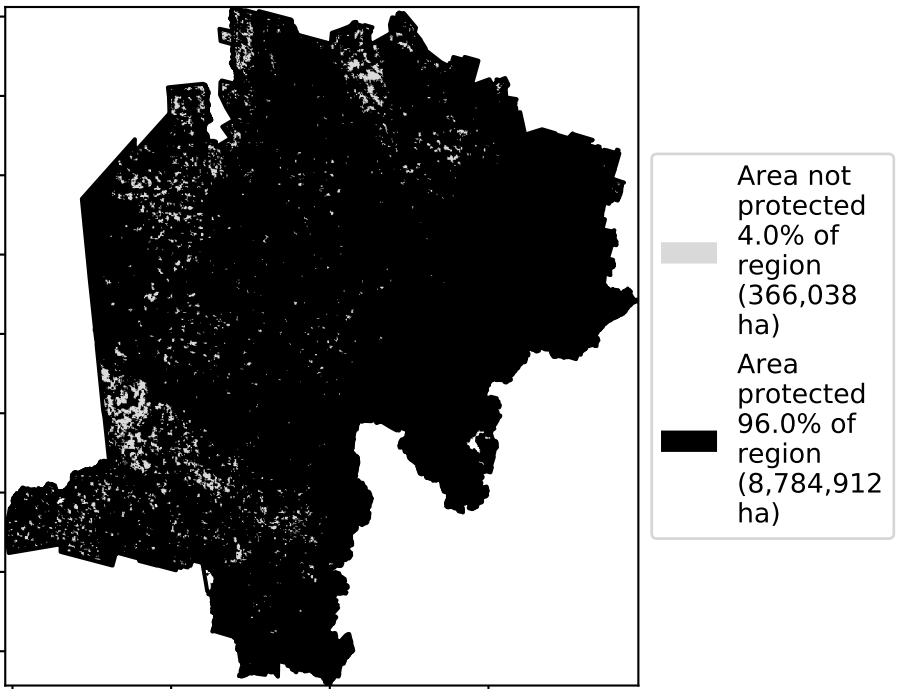 Area not
protected
4.0% of
region
(366,038
ha)
Area
protected
96.0% of
region
(8,784,912
ha)